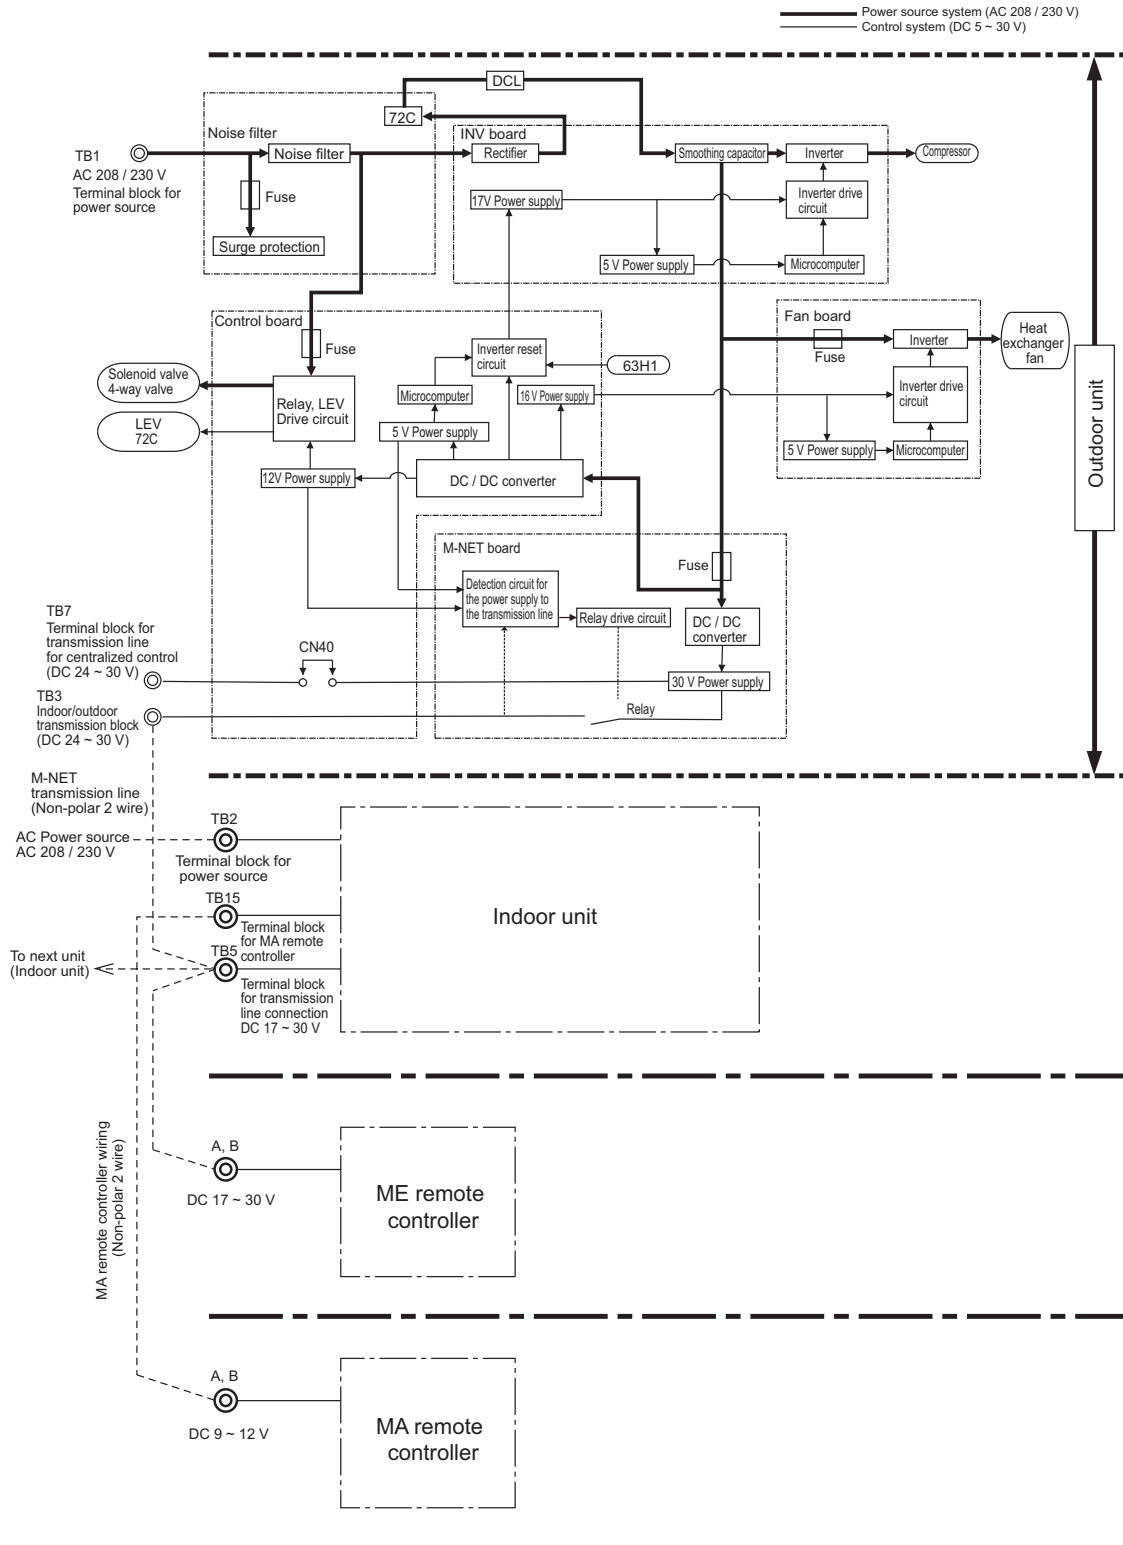 Power source system (AC 208 / 230 V)
Control system (DC 5 ~ 30 V)
DCL
72C
Noise filter
INV board
TB1
AC 208 / 230 V
Terminal block for
power source
Noise filter
Rectifier
Smoothing capacitor
Inverter
Compressor
Fuse
Surge protection
17V Power supply
Inverter drive
circuit
5 V Power supply
Microcomputer
Control board
Fuse
Inverter reset
circuit
63H1
Fan board
Fuse
Inverter
Heat
exchanger
fan
Solenoid valve
4-way valve
LEV
72C
Relay, LEV
Drive circuit
Microcomputer
16 V Power supply
5 V Power supply
12V Power supply
DC / DC converter
Inverter drive
circuit
5 V Power supply
Microcomputer
Outdoor unit
M-NET board
Fuse
Detection circuit for
the power supply to
the transmission line
Relay drive circuit
DC / DC
converter
30 V Power supply
Relay
CN40
TB7
Terminal block for
transmission line
for centralized control
(DC 24 ~ 30 V)
TB3
Indoor/outdoor
transmission block
(DC 24 ~ 30 V)
M-NET
transmission line
(Non-polar 2 wire)
AC Power source
AC 208 / 230 V
TB2
Terminal block for
power source
TB15
Terminal block
for MA remote
controller
TB5
Terminal block
for transmission
line connection
DC 17 ~ 30 V
To next unit
(Indoor unit)
Indoor unit
MA remote controller wiring
(Non-polar 2 wire)
A, B
DC 17 ~ 30 V
ME remote
controller
A, B
DC 9 ~ 12 V
MA remote
controller